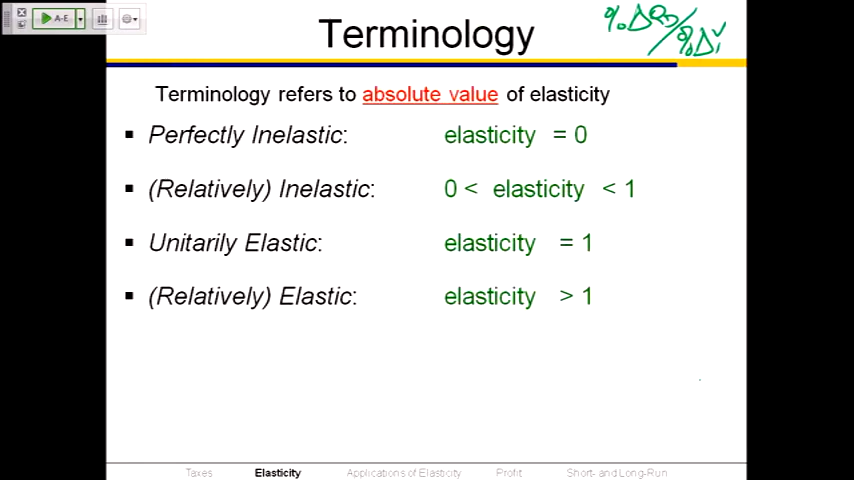 A-E
Terminology
%ΔQD/%Δ
Terminology refers to absolute value of elasticity
▪ Perfectly Inelastic: elasticity = 0
▪ (Relatively) Inelastic: 0 < elasticity < 1
▪ Unitarily Elastic: elasticity = 1
▪ (Relatively) Elastic: elasticity > 1
Taxes Elasticity Applications of Elasticity Profit Short- and Long-Run